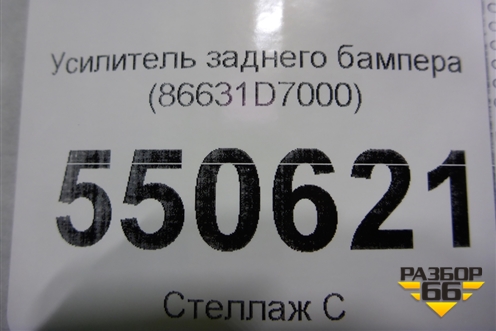 Усилитель заднего бампера
(86631D7000)
550621
Стеллаж С
РАЗБОР
66